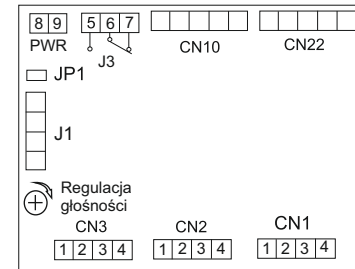 8 9 5 6 7
PWR J3 CN10 CN22
JP1
J1
Regulacja
głośności
CN3 CN2 CN1
1 2 3 4 1 2 3 4 1 2 3 4